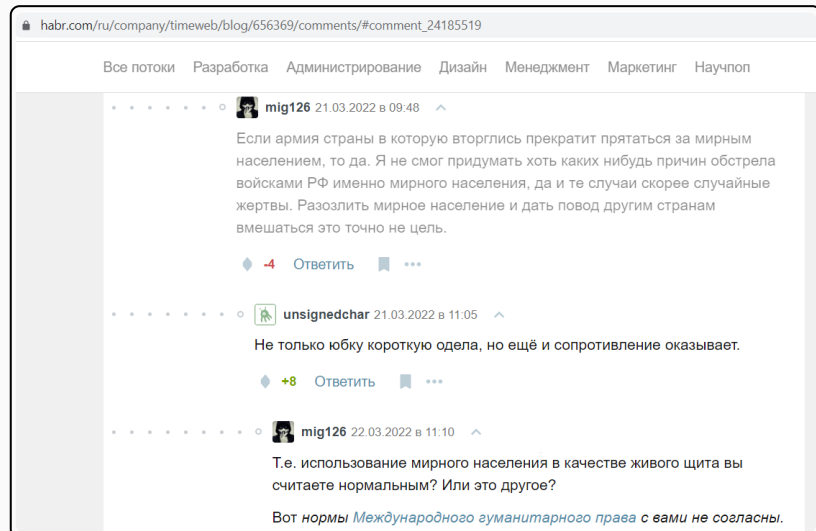 habr.com/ru/company/timeweb/blog/656369/comments/#comment_24185519
Все потоки Разработка Администрирование Дизайн Менеджмент Маркетинг Научпоп
mig126 21.03.2022 в 09:48
Если армия страны в которую вторглись прекратит прятаться за мирным
населением, то да. Я не смог придумать хоть каких нибудь причин обстрела
войсками РФ именно мирного населения, да и те случаи скорее случайные
жертвы. Разозлить мирное население и дать повод другим странам
вмешаться это точно не цель.
-4 Ответить
unsignedchar 21.03.2022 в 11:05
Не только юбку короткую одела, но ещё и сопротивление оказывает.
+8 Ответить
mig126 22.03.2022 в 11:10
Т.е. использование мирного населения в качестве живого щита вы
считаете нормальным? Или это другое?
Вот нормы Международного гуманитарного права с вами не согласны.